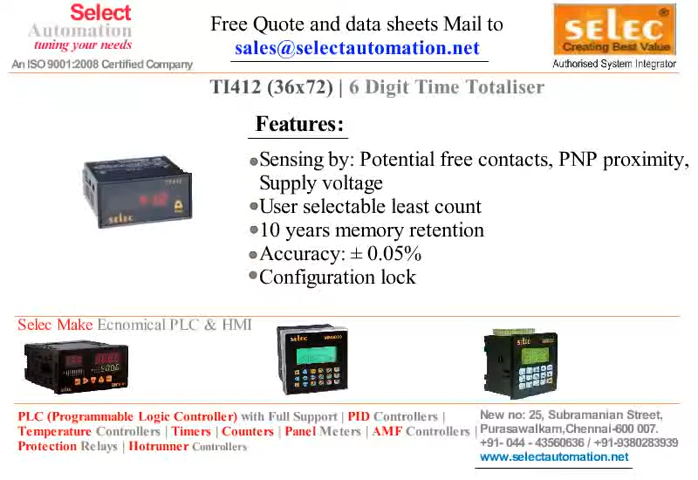 Select
Automation
tuning your needs
An ISO 9001:2008 Certified Company
Free Quote and data sheets Mail to
sales@selectautomation.net
selec
®
Creating Best Value
Authorised System Integrator
TI412 (36x72) | 6 Digit Time Totaliser
Features:
Sensing by: Potential free contacts, PNP proximity,
Supply voltage
User selectable least count
10 years memory retention
Accuracy: ± 0.05%
Configuration lock
TI412
selec
Selec Make Ecnomical PLC & HMI
selec
selec
PLC (Programmable Logic Controller) with Full Support | PID Controllers |
Temperature Controllers | Timers | Counters | Panel Meters | AMF Controllers |
Protection Relays | Hotrunner Controllers
New no: 25, Subramanian Street,
Purasawalkam,Chennai-600 007.
+91- 044 - 43560636 / +91-9380283939
www.selectautomation.net